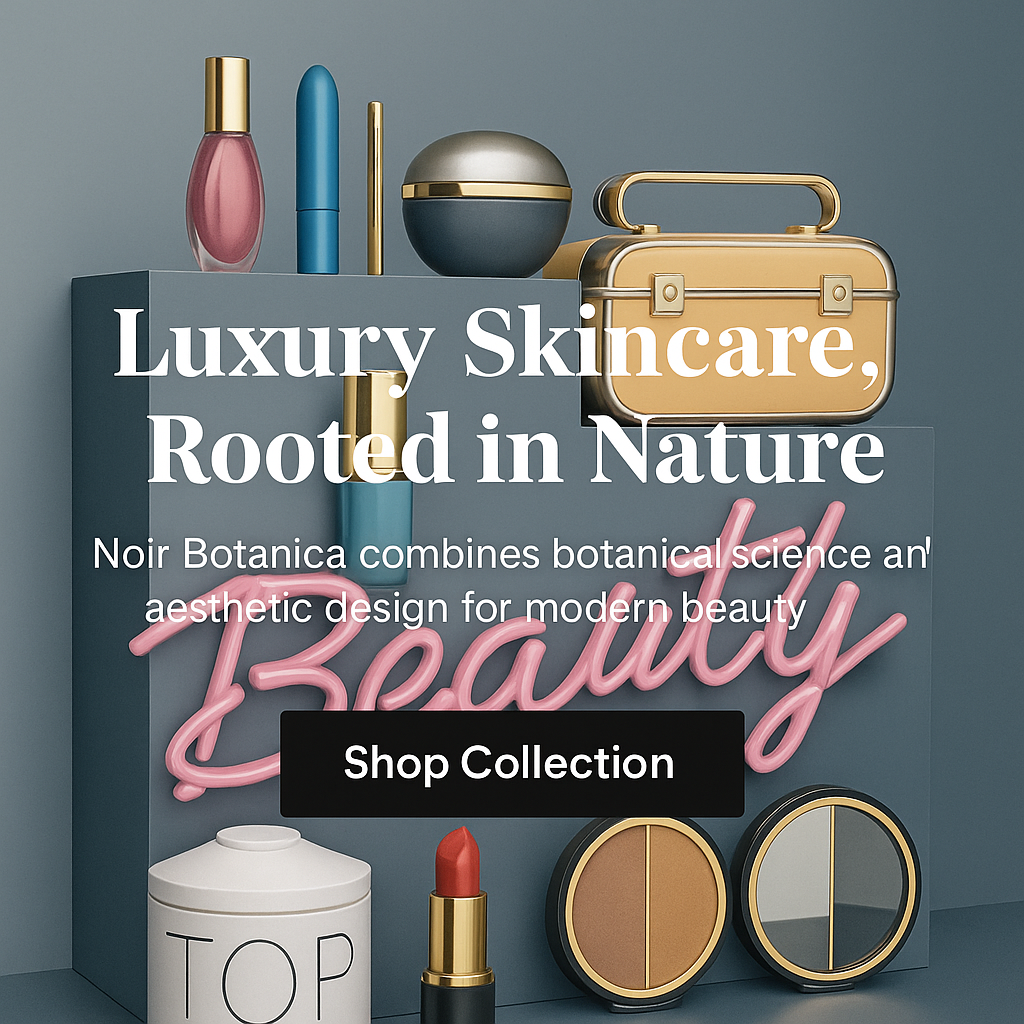 Luxury Skincare,
Rooted in Nature
Noir Botanica combines botanical science an
aesthetic design for modern beauty
Beauty
Shop Collection
TOP